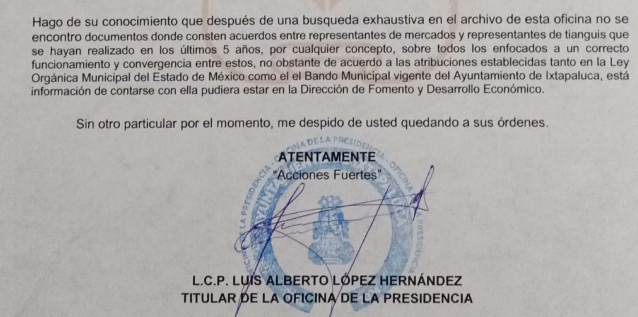 Hago de su conocimiento que después de una busqueda exhaustiva en el archivo de esta oficina no se
encontro documentos donde consten acuerdos entre representantes de mercados y representantes de tianguis que
se hayan realizado en los últimos 5 años, por cualquier concepto, sobre todos los enfocados a un correcto
funcionamiento y convergencia entre estos, no obstante de acuerdo a las atribuciones establecidas tanto en la Ley
Orgánica Municipal del Estado de México como el el Bando Municipal vigente del Ayuntamiento de Ixtapaluca, está
información de contarse con ella pudiera estar en la Dirección de Fomento y Desarrollo Económico.
Sin otro particular por el momento, me despido de usted quedando a sus órdenes.
ATENTAMENTE
"Acciones Fuertes"
L.C.P. LUIS ALBERTO LÓPEZ HERNÁNDEZ
TITULAR DE LA OFICINA DE LA PRESIDENCIA